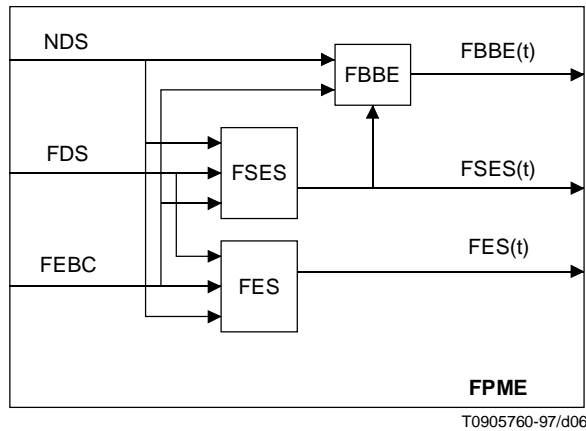 NDS
FBBE(t)
FBBE
FDS
FSES
FSES(t)
FES(t)
FEBC
FES
FPME
T0905760-97/d06